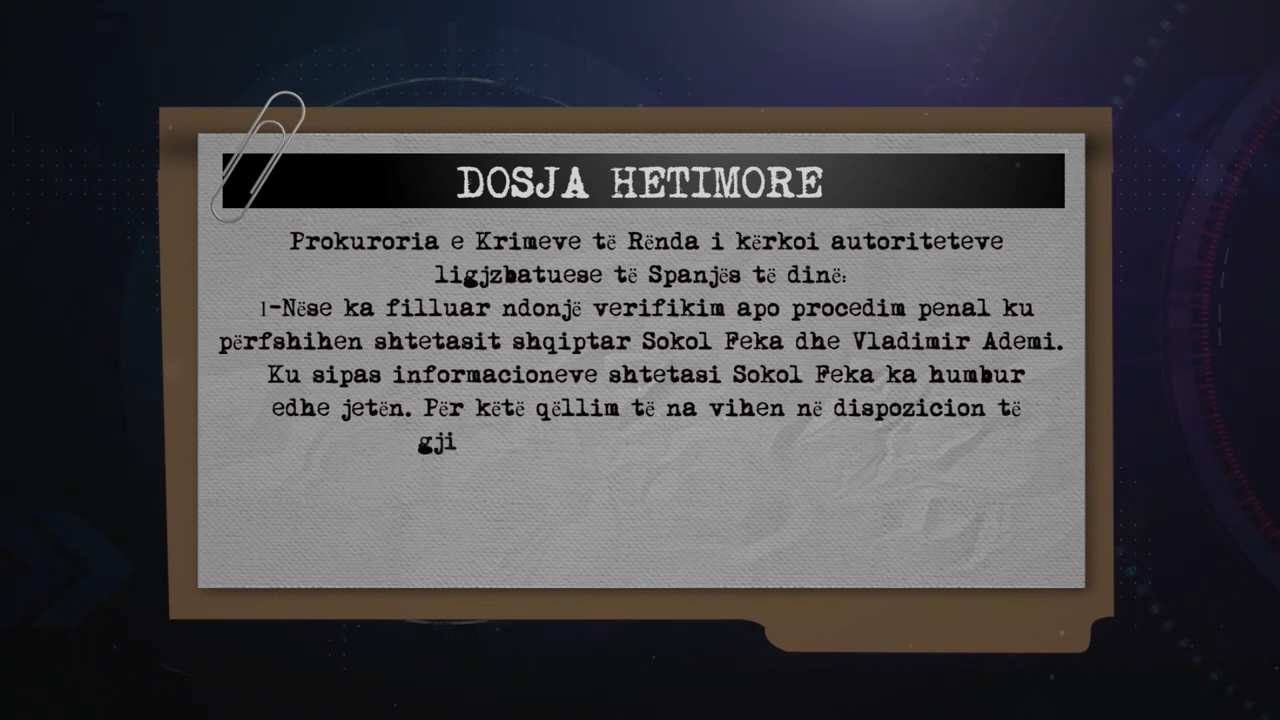 DOSJA HETIMORE
Prokuroria e Krimeve të Rënda i kërkoi autoriteteve
ligjzbatuese të Spanjës të dinë:
1-Nëse ka filluar ndonjë verifikim apo procedim penal ku
përfshihen shtetasit shqiptar Sokol Feka dhe Vladimir Ademi.
Ku sipas informacioneve shtetasi Sokol Feka ka humbur
edhe jetën. Për këtë qëllim të na vihen në dispozicion të
gji